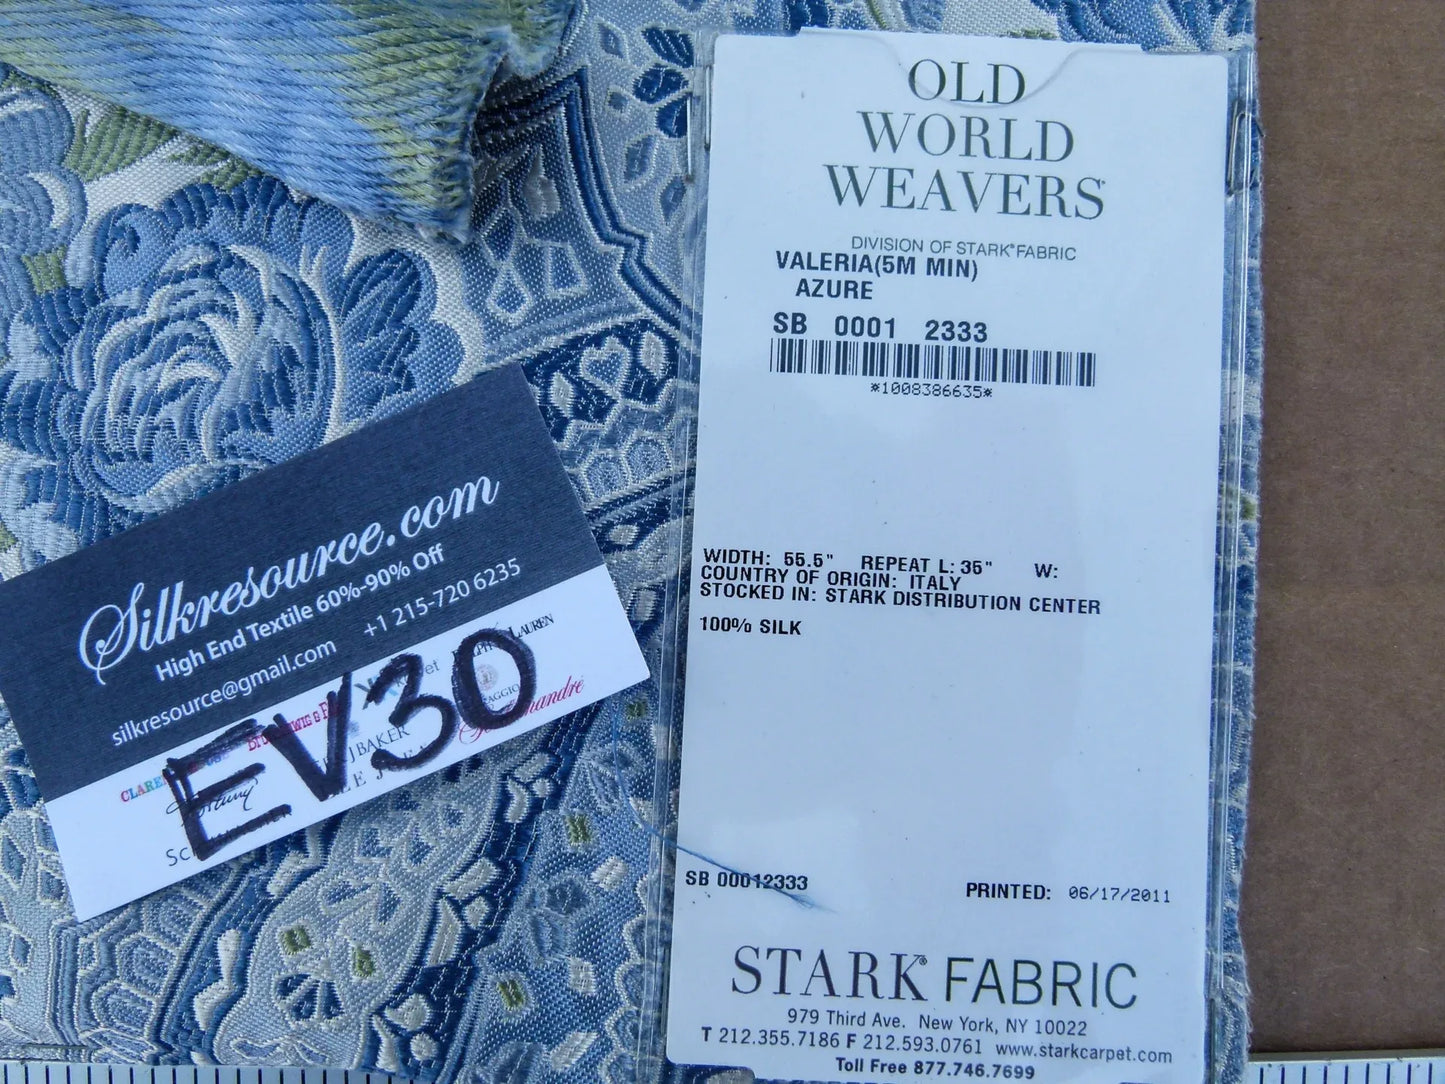 OLD
WORLD
WEAVERS
DIVISION OF STARK® FABRIC
VALERIA(5M MIN)
AZURE
SB 0001 2333
*1008386635*
WIDTH: 55.5" REPEAT L: 35" W:
COUNTRY OF ORIGIN: ITALY
STOCKED IN: STARK DISTRIBUTION CENTER
100% SILK
SB 00012333 PRINTED: 06/17/2011
STARK® FABRIC
979 Third Ave. New York, NY 10022
T 212.355.7186 F 212.593.0761 www.starkcarpet.com
Toll Free 877.746.7699
Silkresource.com
High End Textile 60%-90% Off
silkresource@gmail.com +1 215-720 6235
EV30
LAUREN
BAKER